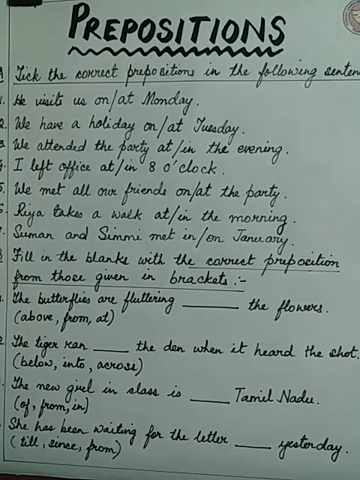 PREPOSITIONS
A Tick the correct prepositions in the following senten
1. He visits us on/at Monday.
2. We have a holiday on/at Tuesday.
3. We attended the party at/in the evening.
4. I left office at/in 8 O'clock.
5. We met all our friends on/at the party.
6. Riya takes a walk at/in the morning.
7. Suman and Simmi met in/on January.
B Fill in the blanks with the correct preposition
from those given in brackets :-
1. The butterflies are fluttering ______ the flowers.
(above, from, at)
2. The tiger ran ____ the den when it heard the shot.
(below, into, across)
The new girl in slass is ____ Tamil Nadu.
(of, from, in)
She has been waiting for the letter ____ yesterday.
(till, since, from)